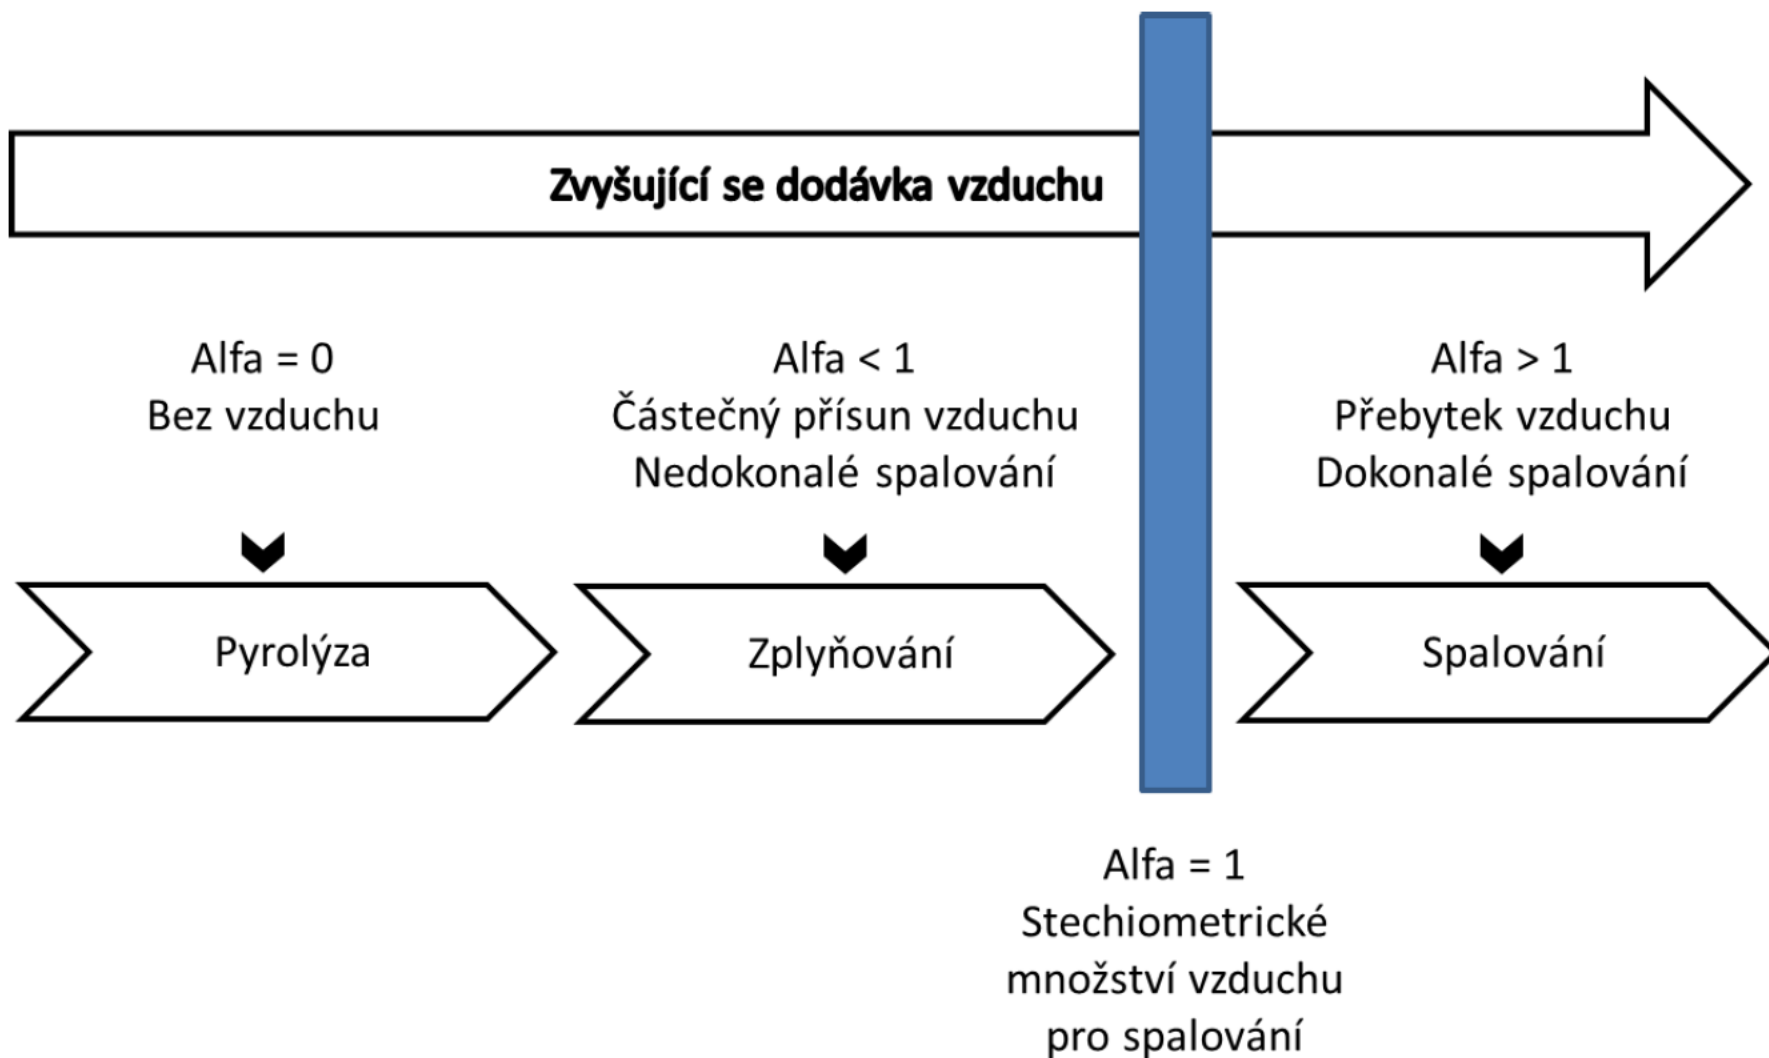 Zvyšující se dodávka vzduchu
Alfa = 0
Bez vzduchu
Alfa < 1
Částečný přísun vzduchu
Nedokonalé spalování
Alfa > 1
Přebytek vzduchu
Dokonalé spalování
Pyrolýza
Zplyňování
Spalování
Alfa = 1
Stechiometrické
množství vzduchu
pro spalování